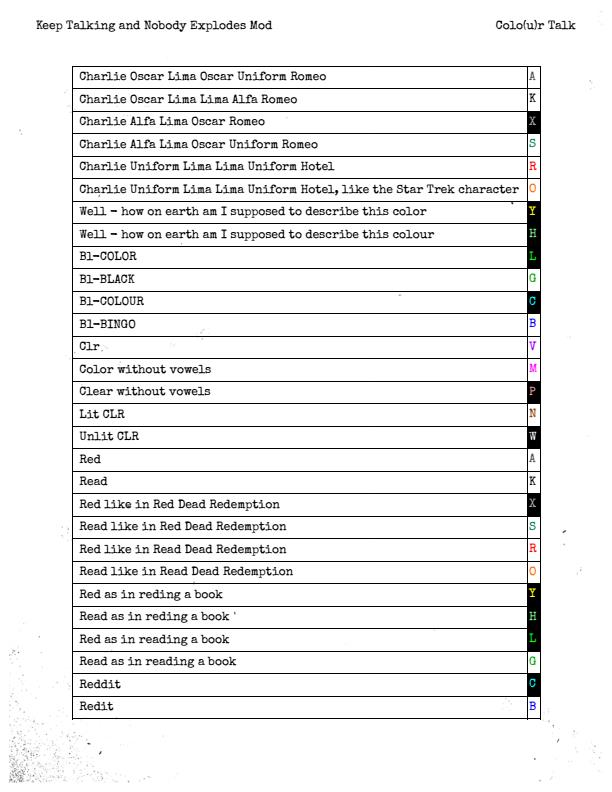 Keep Talking and Nobody Explodes Mod Colo(u)r Talk
Charlie Oscar Lima Oscar Uniform Romeo A
Charlie Oscar Lima Lima Alfa Romeo K
Charlie Alfa Lima Oscar Romeo X
Charlie Alfa Lima Oscar Uniform Romeo S
Charlie Uniform Lima Lima Uniform Hotel R
Charlie Uniform Lima Lima Uniform Hotel, like the Star Trek character O
Well - how on earth am I supposed to describe this color Y
Well - how on earth am I supposed to describe this colour H
Bl-COLOR L
Bl-BLACK G
Bl-COLOUR C
Bl-BINGO B
Clr V
Color without vowels M
Clear without vowels P
Lit CLR N
Unlit CLR W
Red A
Read K
Red like in Red Dead Redemption X
Read like in Red Dead Redemption S
Red like in Read Dead Redemption R
Read like in Read Dead Redemption O
Red as in reding a book Y
Read as in reding a book H
Red as in reading a book L
Read as in reading a book G
Reddit C
Redit B